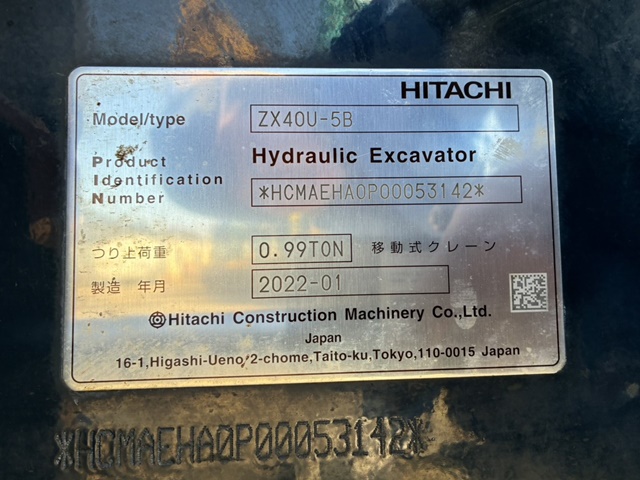 HITACHI
Model/type ZX40U-5B
Product Hydraulic Excavator
Identification
Number *HCMAEHA0P00053142*
つり上荷重 0.99TON 移動式クレーン
製造 年月 2022-01
Hitachi Construction Machinery Co.,Ltd.
Japan
16-1,Higashi-Ueno 2-chome,Taito-ku,Tokyo,110-0015 Japan
*HCMAEHA0P00053142*